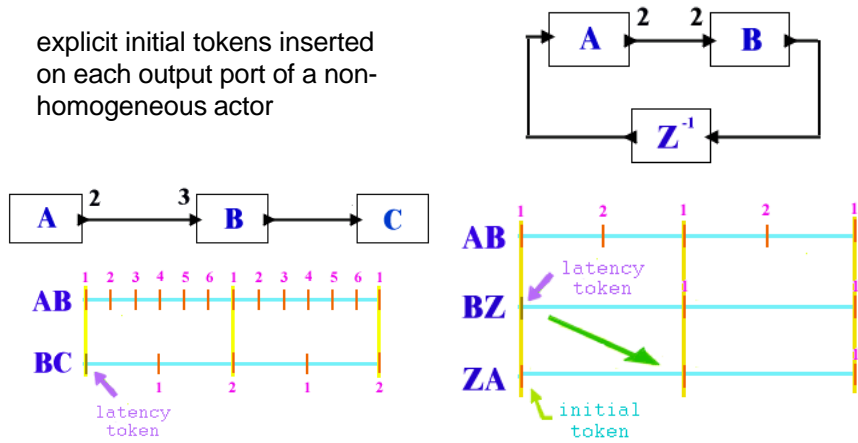 explicit initial tokens inserted
on each output port of a non-
homogeneous actor
A 2 2 B
Z⁻¹
A 2 3 B C
1 2 3 4 5 6 1 2 3 4 5 6 1
AB
BC
1 2 1 2
latency
token
1 2 1 2 1
AB
latency
token
BZ 1 1
ZA 1
initial
token